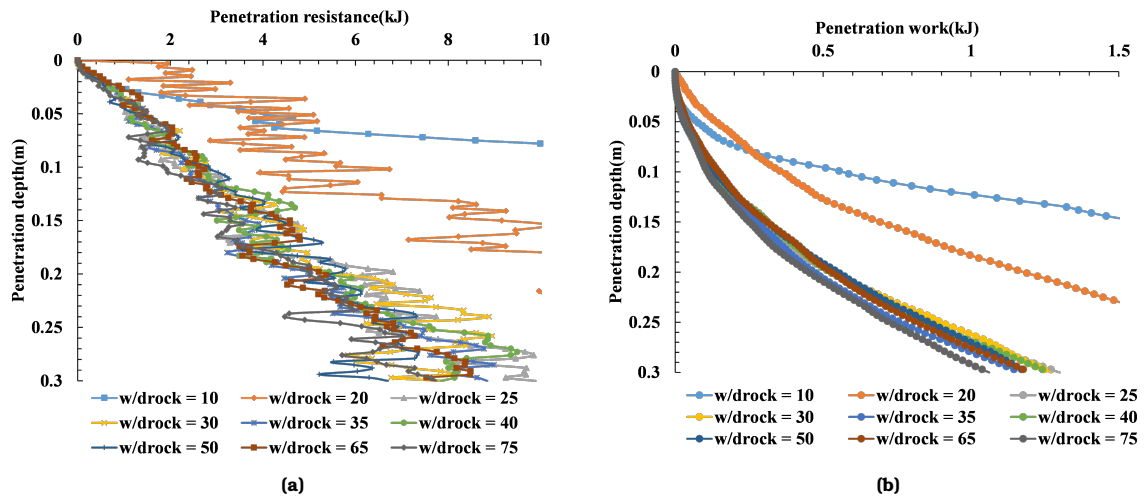 Penetration resistance(kJ)
0 2 4 6 8 10
0
0.05
0.1
0.15
0.2
0.25
0.3
Penetration depth(m)
w/drock = 10 w/drock = 20 w/drock = 25
w/drock = 30 w/drock = 35 w/drock = 40
w/drock = 50 w/drock = 65 w/drock = 75
(a)
Penetration work(kJ)
0 0.5 1 1.5
0
0.05
0.1
0.15
0.2
0.25
0.3
Penetration depth(m)
w/drock = 10 w/drock = 20 w/drock = 25
w/drock = 30 w/drock = 35 w/drock = 40
w/drock = 50 w/drock = 65 w/drock = 75
(b)